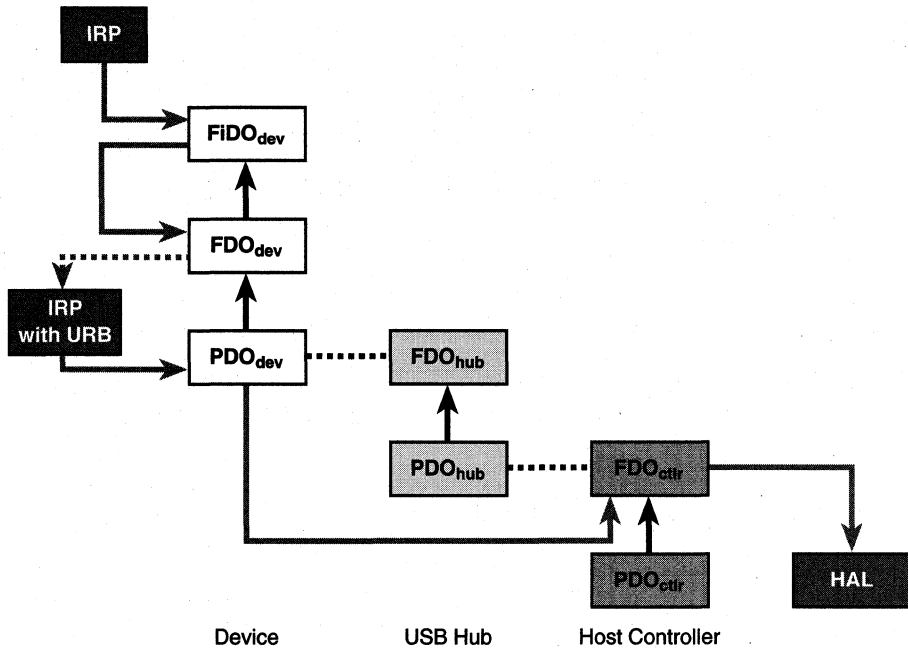 IRP
FiDOdev
FDOdev
IRP
with URB
PDOdev
FDOhub
PDOhub
FDOctlr
PDOctlr
HAL
Device
USB Hub
Host Controller